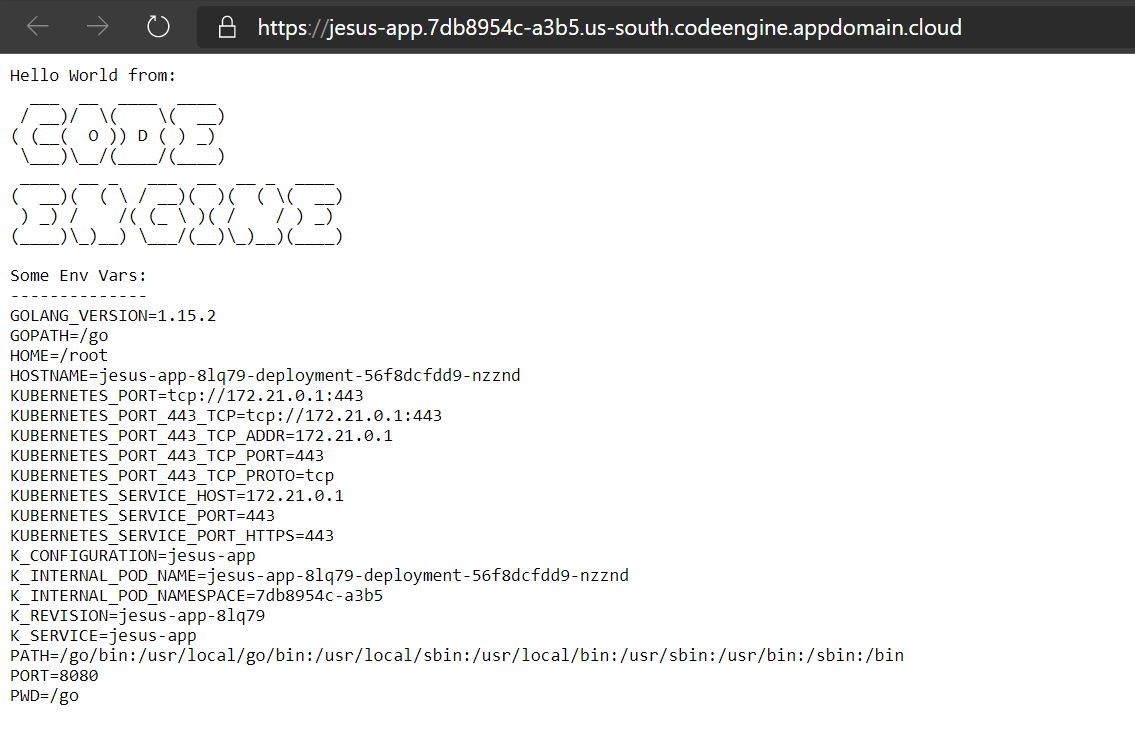 https://jesus-app.7db8954c-a3b5.us-south.codeengine.appdomain.cloud
Hello World from:
  ___  __  ____  ____
 / __)/  \(    \(  __)
( (__(  O )) D ( ) _)
 \___)\__/(____/(____)
 ____  __ _   ___  __  __ _  ____
(  __)(  ( \ / __)(  )(  ( \(  __)
 ) _) /    /( (_ \ )( /    / ) _)
(____)\_)__) \___/(__)\_)__)(____)
Some Env Vars:
--------------
GOLANG_VERSION=1.15.2
GOPATH=/go
HOME=/root
HOSTNAME=jesus-app-8lq79-deployment-56f8dcfdd9-nzznd
KUBERNETES_PORT=tcp://172.21.0.1:443
KUBERNETES_PORT_443_TCP=tcp://172.21.0.1:443
KUBERNETES_PORT_443_TCP_ADDR=172.21.0.1
KUBERNETES_PORT_443_TCP_PORT=443
KUBERNETES_PORT_443_TCP_PROTO=tcp
KUBERNETES_SERVICE_HOST=172.21.0.1
KUBERNETES_SERVICE_PORT=443
KUBERNETES_SERVICE_PORT_HTTPS=443
K_CONFIGURATION=jesus-app
K_INTERNAL_POD_NAME=jesus-app-8lq79-deployment-56f8dcfdd9-nzznd
K_INTERNAL_POD_NAMESPACE=7db8954c-a3b5
K_REVISION=jesus-app-8lq79
K_SERVICE=jesus-app
PATH=/go/bin:/usr/local/go/bin:/usr/local/sbin:/usr/local/bin:/usr/sbin:/usr/bin:/sbin:/bin
PORT=8080
PWD=/go